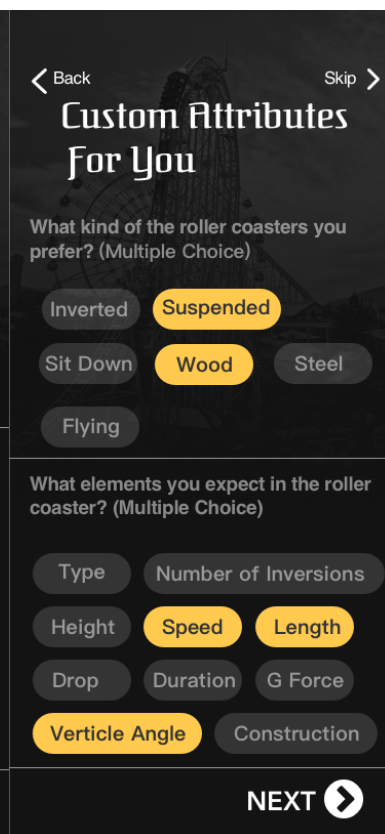 Back Skip
Custom Attributes
For You
What kind of the roller coasters you
prefer? (Multiple Choice)
Inverted Suspended
Sit Down Wood Steel
Flying
What elements you expect in the roller
coaster? (Multiple Choice)
Type Number of Inversions
Height Speed Length
Drop Duration G Force
Verticle Angle Construction
NEXT